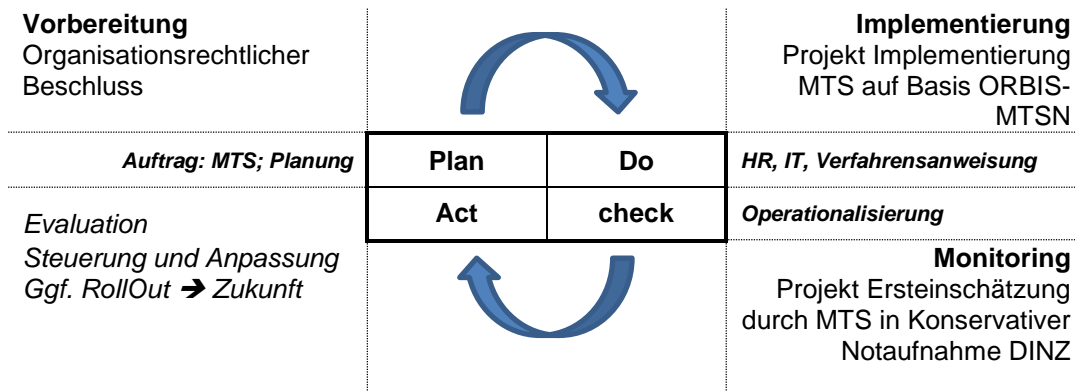 Vorbereitung
Organisationsrechtlicher
Beschluss
Implementierung
Projekt Implementierung
MTS auf Basis ORBIS-
MTSN
Auftrag: MTS; Planung
Plan
Do
HR, IT, Verfahrensanweisung
Act
check
Operationalisierung
Evaluation
Steuerung und Anpassung
Ggf. RollOut ➔ Zukunft
Monitoring
Projekt Ersteinschätzung
durch MTS in Konservativer
Notaufnahme DINZ